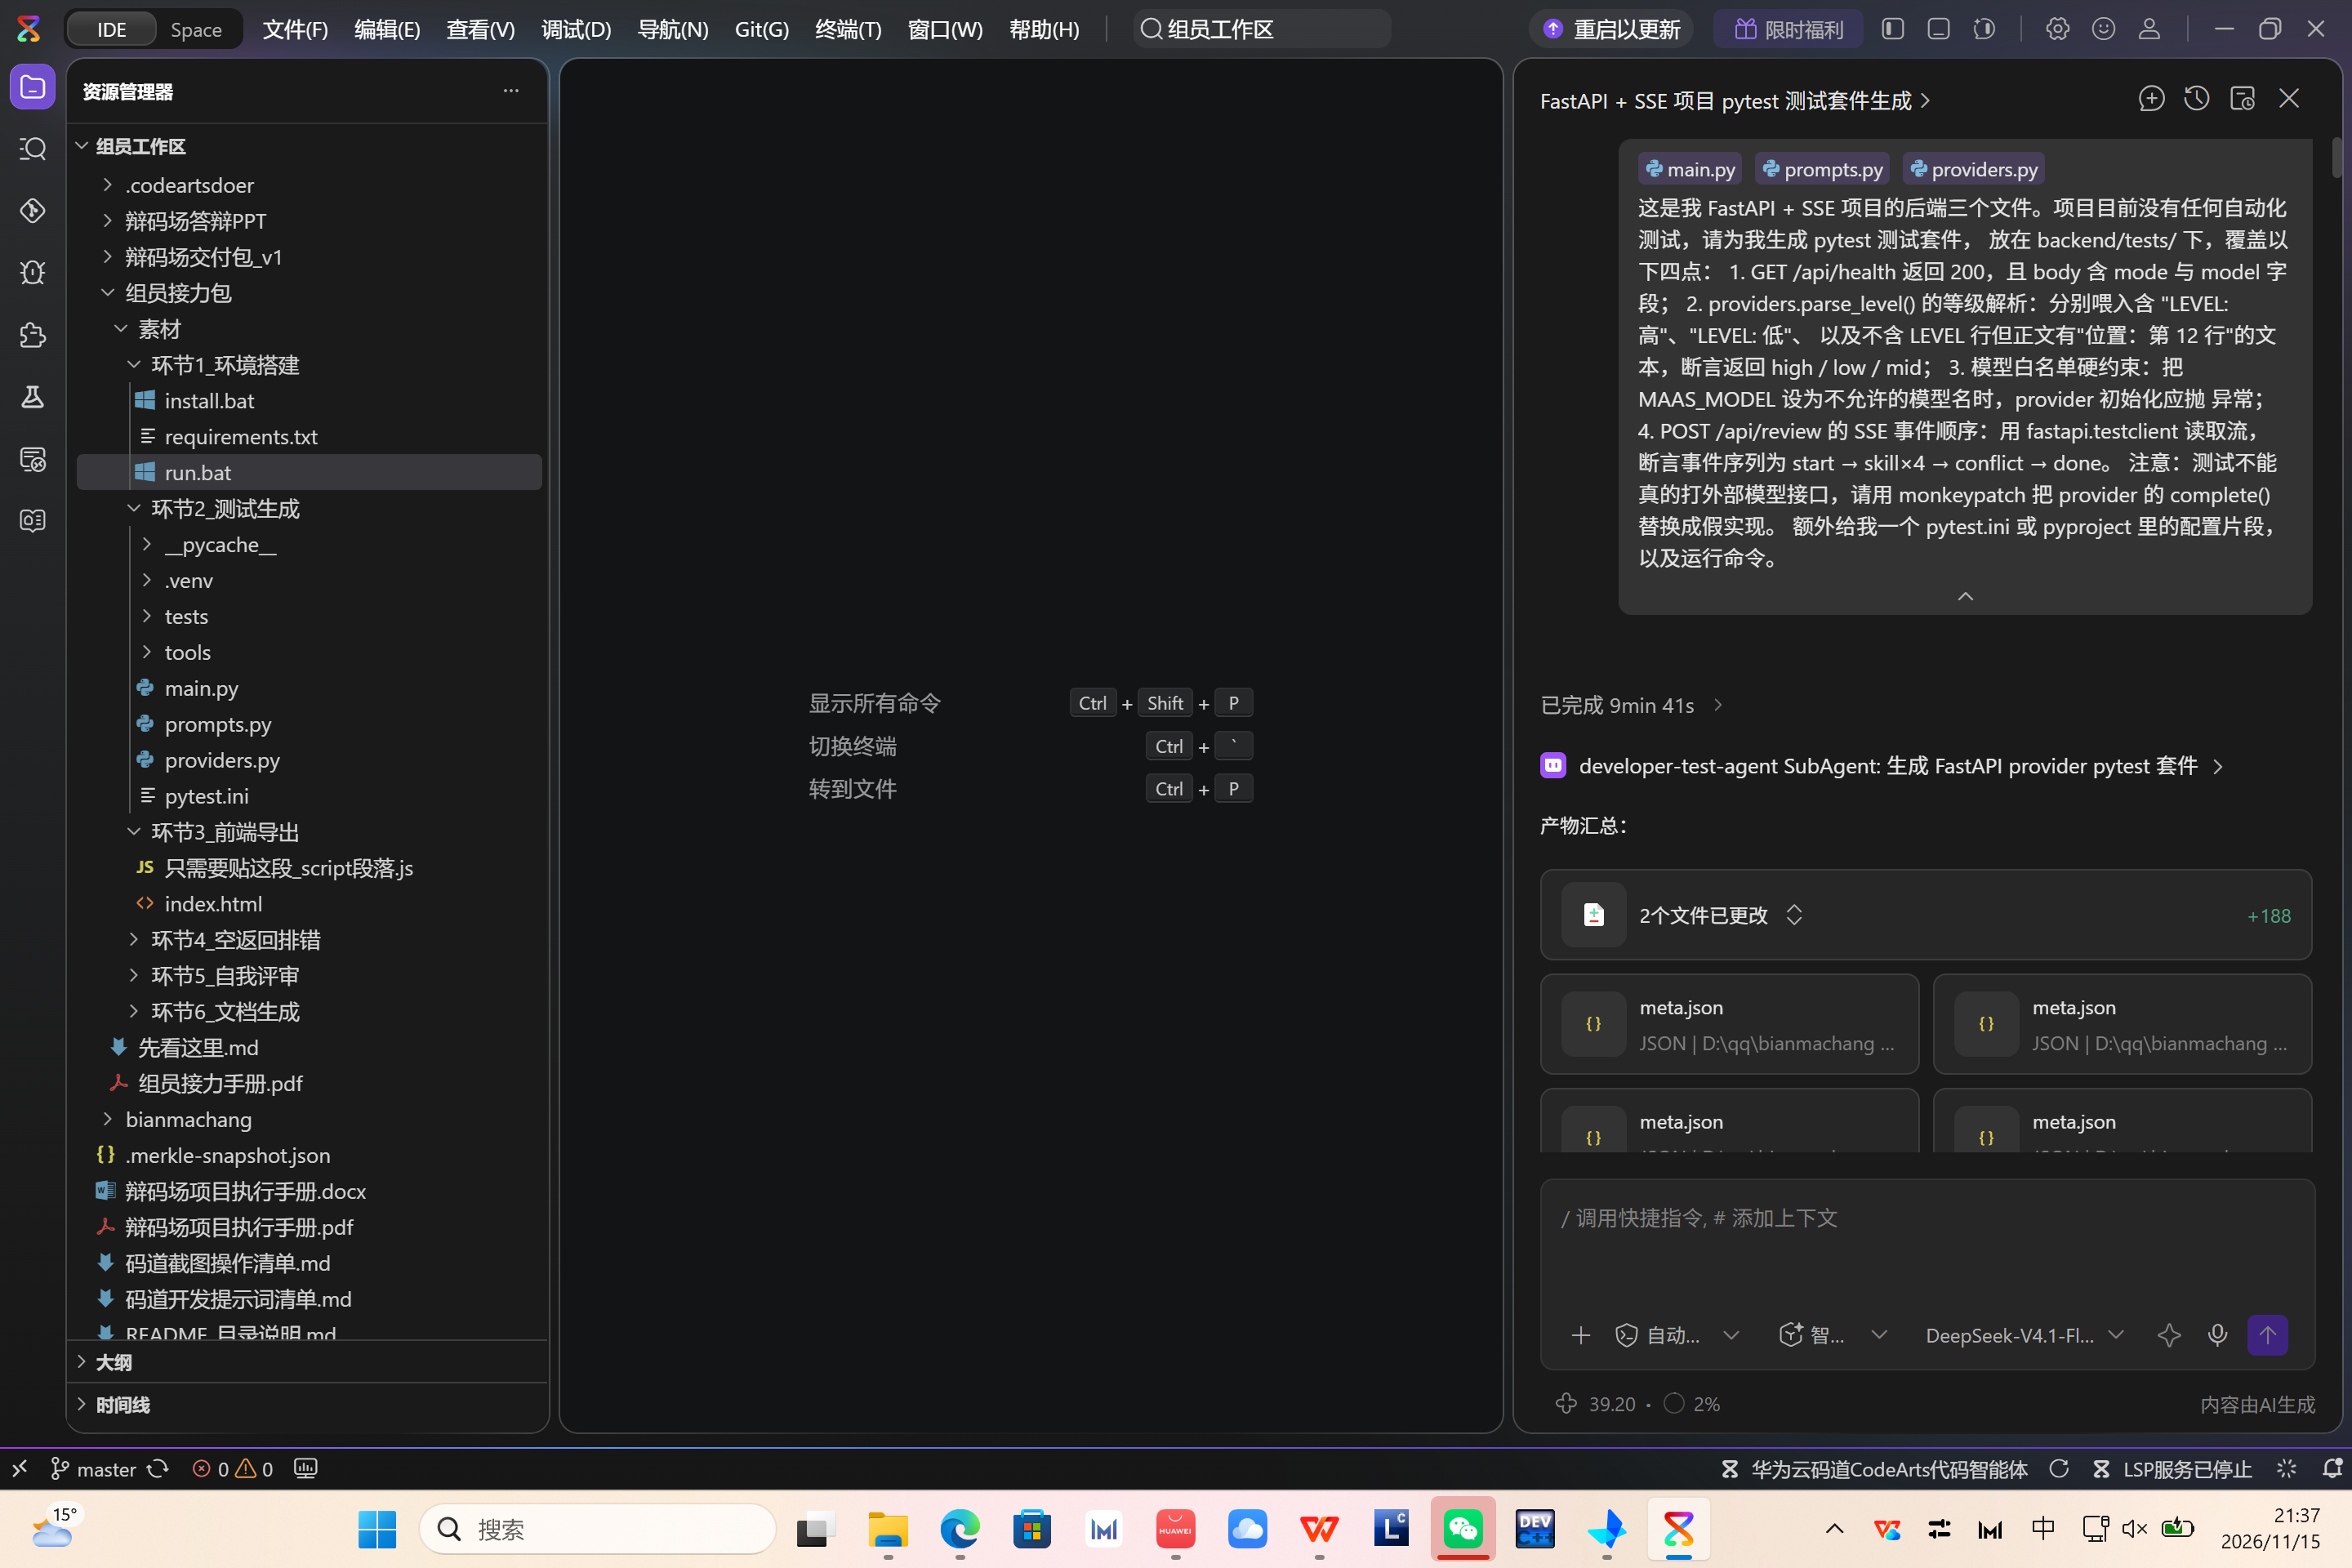 IDE Space 文件(F) 编辑(E) 查看(V) 调试(D) 导航(N) Git(G) 终端(T) 窗口(W) 帮助(H) 组员工作区 重启以更新 限时福利
资源管理器
组员工作区
.codeartsdoer
辩码场答辩PPT
辩码场交付包_v1
组员接力包
素材
环节1_环境搭建
install.bat
requirements.txt
run.bat
环节2_测试生成
__pycache__
.venv
tests
tools
main.py
prompts.py
providers.py
pytest.ini
环节3_前端导出
JS 只需要贴这段_script段落.js
index.html
环节4_空返回排错
环节5_自我评审
环节6_文档生成
先看这里.md
组员接力手册.pdf
bianmachang
.merkle-snapshot.json
辩码场项目执行手册.docx
辩码场项目执行手册.pdf
码道截图操作清单.md
码道开发提示词清单.md
README_目录说明.md
大纲
时间线
显示所有命令 Ctrl + Shift + P
切换终端 Ctrl + `
转到文件 Ctrl + P
FastAPI + SSE 项目 pytest 测试套件生成
main.py prompts.py providers.py
这是我 FastAPI + SSE 项目的后端三个文件。项目目前没有任何自动化
测试，请为我生成 pytest 测试套件， 放在 backend/tests/ 下，覆盖以
下四点： 1. GET /api/health 返回 200，且 body 含 mode 与 model 字
段； 2. providers.parse_level() 的等级解析：分别喂入含 "LEVEL:
高"、"LEVEL: 低"、 以及不含 LEVEL 行但正文有"位置：第 12 行"的文
本，断言返回 high / low / mid； 3. 模型白名单硬约束：把
MAAS_MODEL 设为不允许的模型名时，provider 初始化应抛 异常；
4. POST /api/review 的 SSE 事件顺序：用 fastapi.testclient 读取流，
断言事件序列为 start → skill×4 → conflict → done。 注意：测试不能
真的打外部模型接口，请用 monkeypatch 把 provider 的 complete()
替换成假实现。 额外给我一个 pytest.ini 或 pyproject 里的配置片段，
以及运行命令。
已完成 9min 41s
developer-test-agent SubAgent: 生成 FastAPI provider pytest 套件
产物汇总：
2个文件已更改 +188
meta.json meta.json
JSON | D:\qq\bianmachang ... JSON | D:\qq\bianmachang ...
meta.json meta.json
/ 调用快捷指令, # 添加上下文
自动... 智... DeepSeek-V4.1-Fl...
39.20 • 2% 内容由AI生成
master 0 0 华为云码道CodeArts代码智能体 LSP服务已停止
15° 搜索 HUAWEI LC DEV C++ 中 21:37
2026/11/15